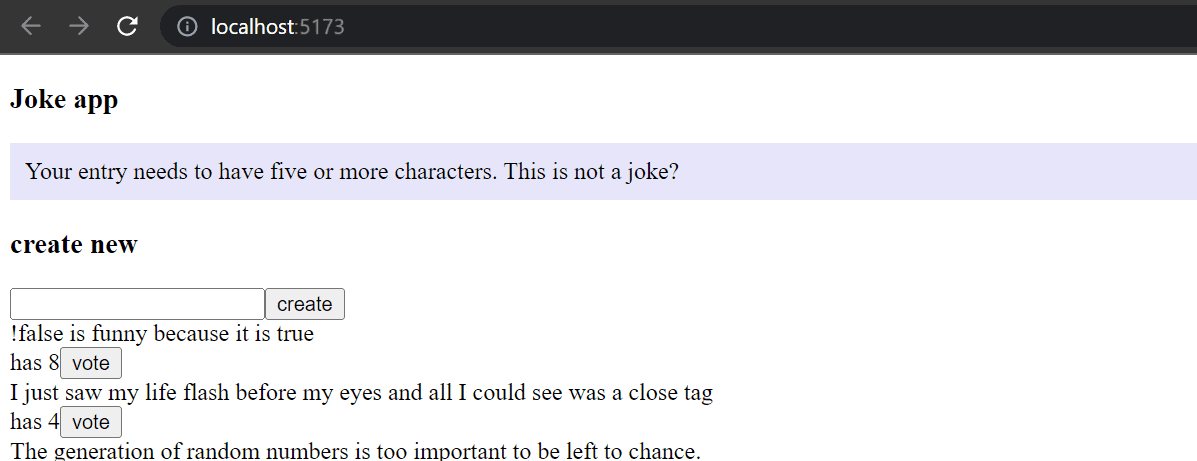 localhost:5173
Joke app
Your entry needs to have five or more characters. This is not a joke?
create new
create
!false is funny because it is true
has 8 vote
I just saw my life flash before my eyes and all I could see was a close tag
has 4 vote
The generation of random numbers is too important to be left to chance.